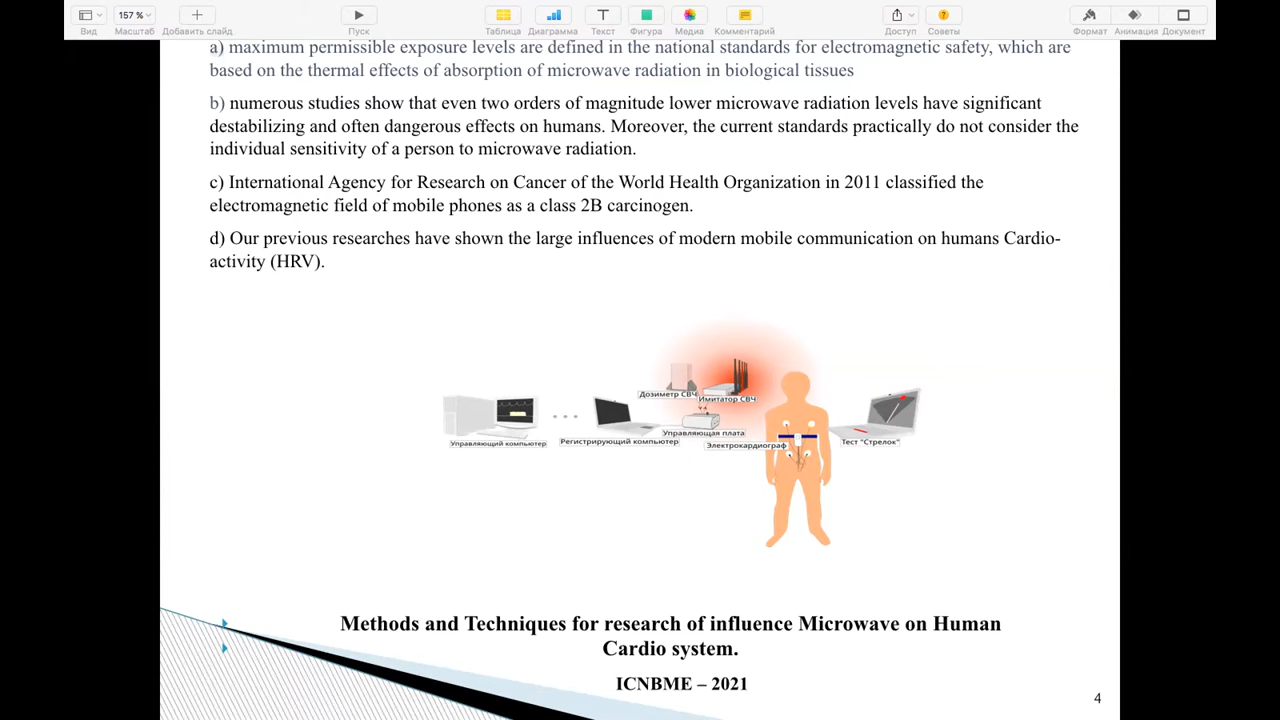 157 %
Вид
Масштаб
Добавить слайд
Пуск
Таблица
Диаграмма
Текст
Фигура
Медиа
Комментарий
Доступ
Советы
Формат
Анимация
Документ
a) maximum permissible exposure levels are defined in the national standards for electromagnetic safety, which are
based on the thermal effects of absorption of microwave radiation in biological tissues
b) numerous studies show that even two orders of magnitude lower microwave radiation levels have significant
destabilizing and often dangerous effects on humans. Moreover, the current standards practically do not consider the
individual sensitivity of a person to microwave radiation.
c) International Agency for Research on Cancer of the World Health Organization in 2011 classified the
electromagnetic field of mobile phones as a class 2B carcinogen.
d) Our previous researches have shown the large influences of modern mobile communication on humans Cardio-
activity (HRV).
Дозиметр СВЧ
Имитатор СВЧ
Управляющая плата
Управляющий компьютер
Регистрирующий компьютер
Электрокардиограф
Тест "Стрелок"
Methods and Techniques for research of influence Microwave on Human
Cardio system.
ICNBME – 2021
4